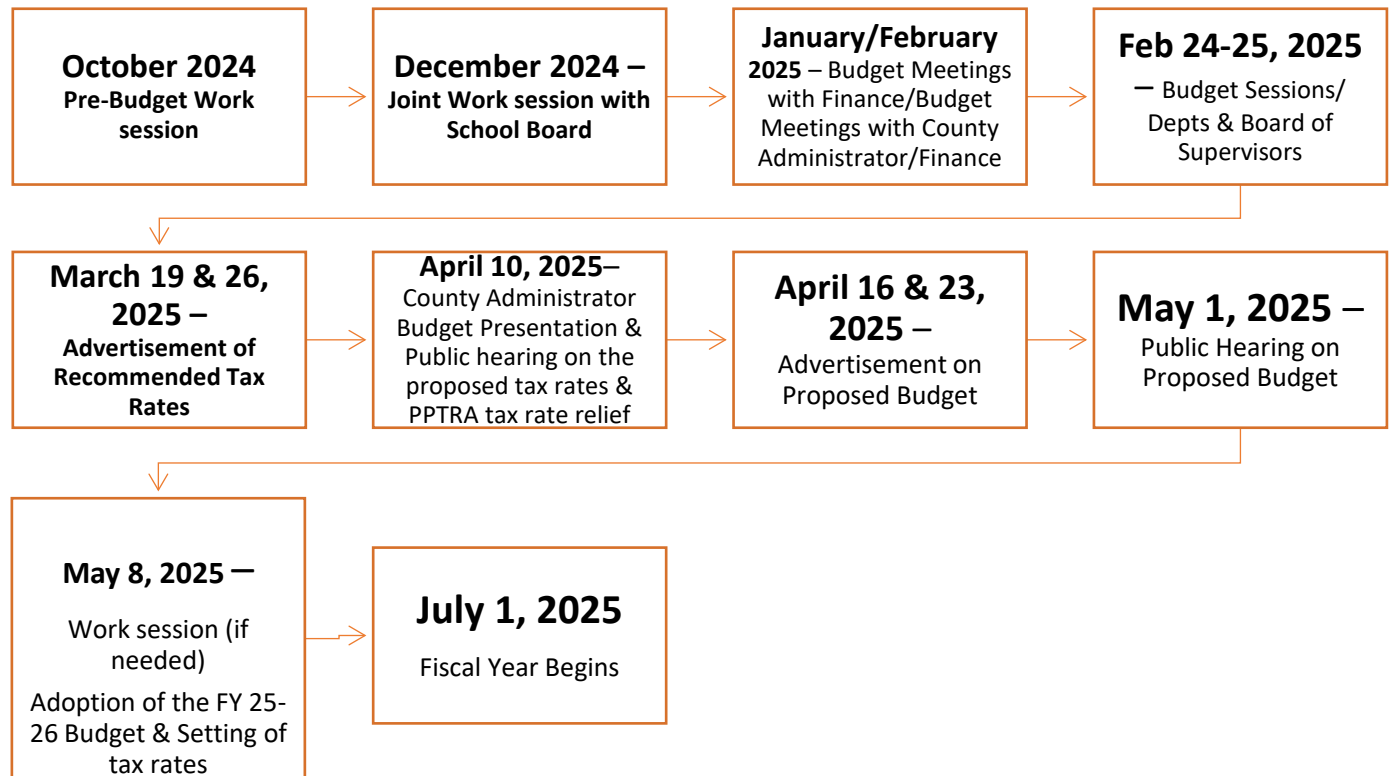 October 2024
Pre-Budget Work
session
December 2024 –
Joint Work session with
School Board
January/February
2025 – Budget Meetings
with Finance/Budget
Meetings with County
Administrator/Finance
Feb 24-25, 2025
– Budget Sessions/
Depts & Board of
Supervisors
March 19 & 26,
2025 –
Advertisement of
Recommended Tax
Rates
April 10, 2025–
County Administrator
Budget Presentation &
Public hearing on the
proposed tax rates &
PPTRA tax rate relief
April 16 & 23,
2025 –
Advertisement on
Proposed Budget
May 1, 2025 –
Public Hearing on
Proposed Budget
May 8, 2025 –
Work session (if
needed)
Adoption of the FY 25-
26 Budget & Setting of
tax rates
July 1, 2025
Fiscal Year Begins